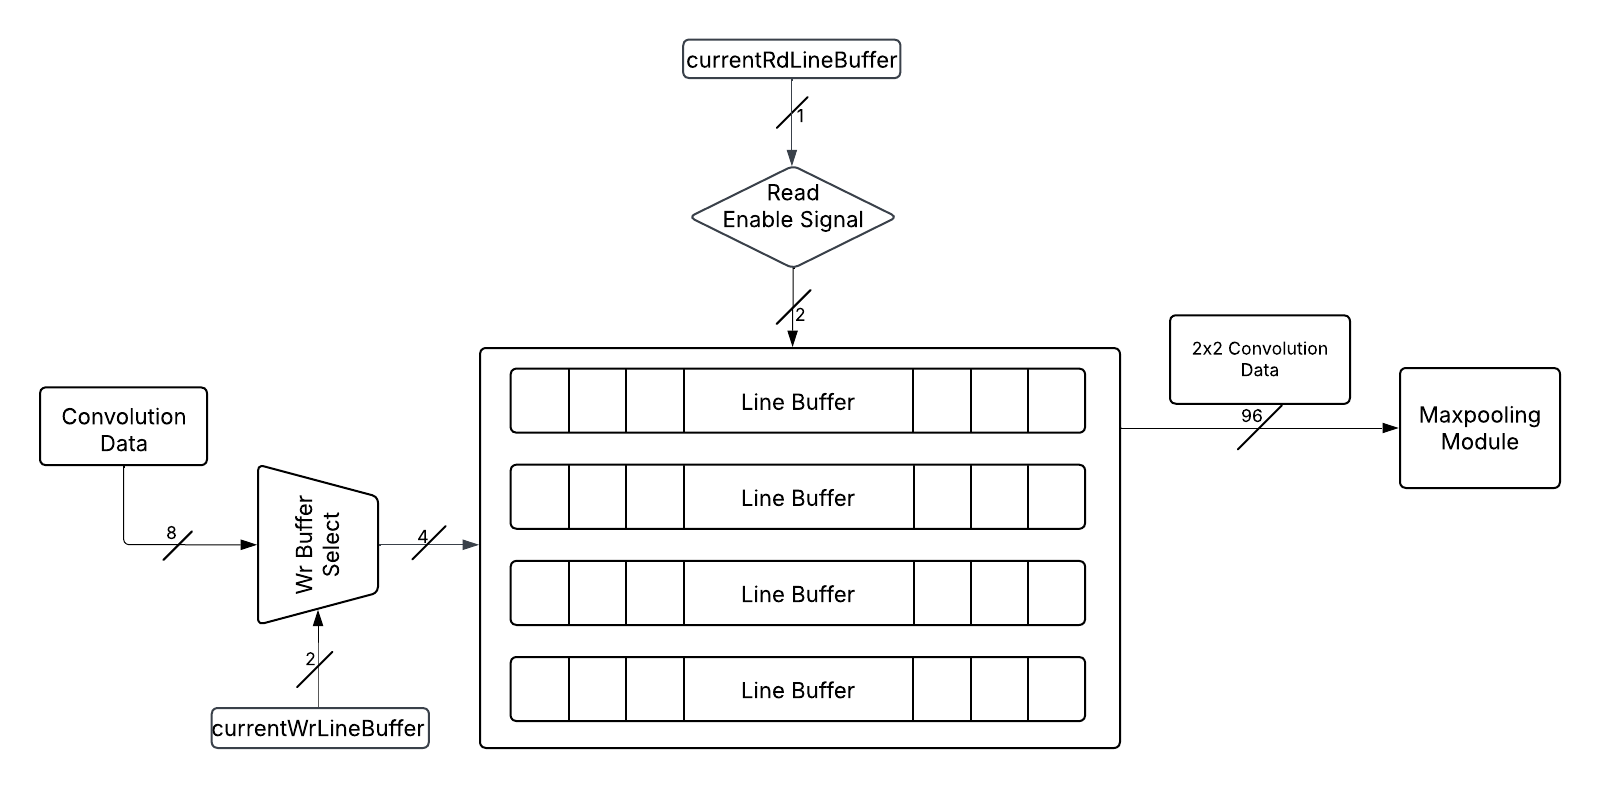 currentRdLineBuffer
1
Read
Enable Signal
2
2x2 Convolution
Data
96
Maxpooling
Module
Convolution
Data
8
Wr Buffer
Select
4
2
currentWrLineBuffer
Line Buffer
Line Buffer
Line Buffer
Line Buffer